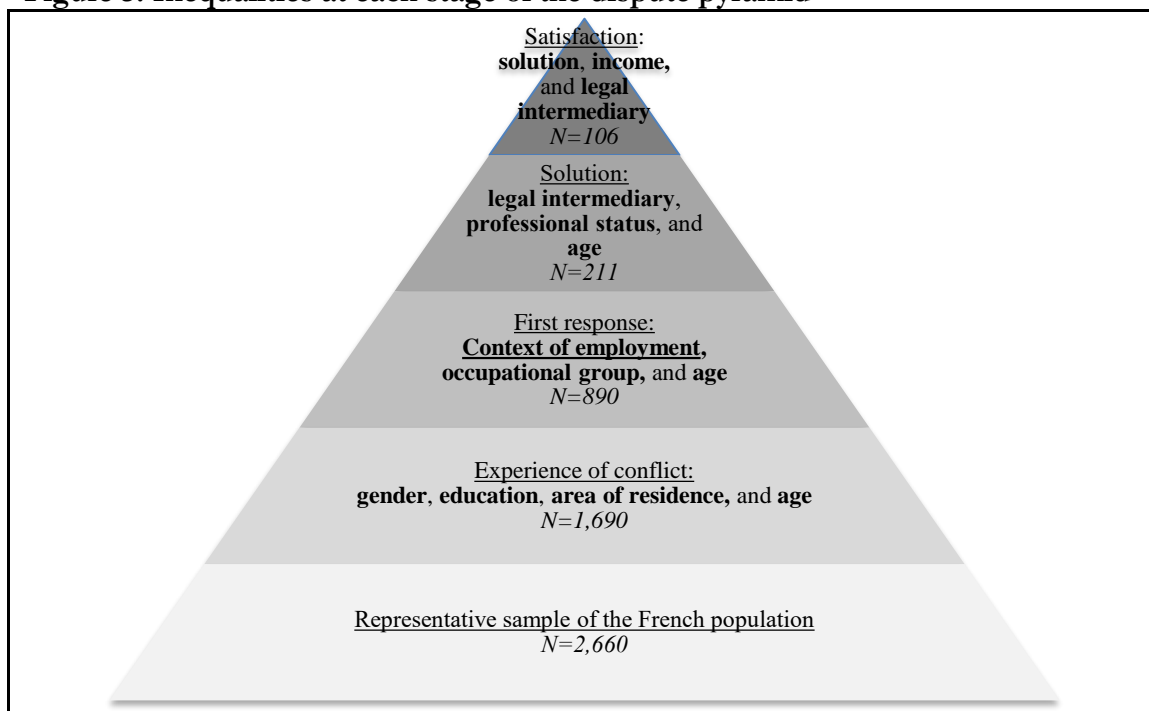 Inequalities at each stage of the dispute pyramid
Satisfaction:
solution, income,
and legal
intermediary
N=106
Solution:
legal intermediary,
professional status, and
age
N=211
First response:
Context of employment,
occupational group, and age
N=890
Experience of conflict:
gender, education, area of residence, and age
N=1,690
Representative sample of the French population
N=2,660